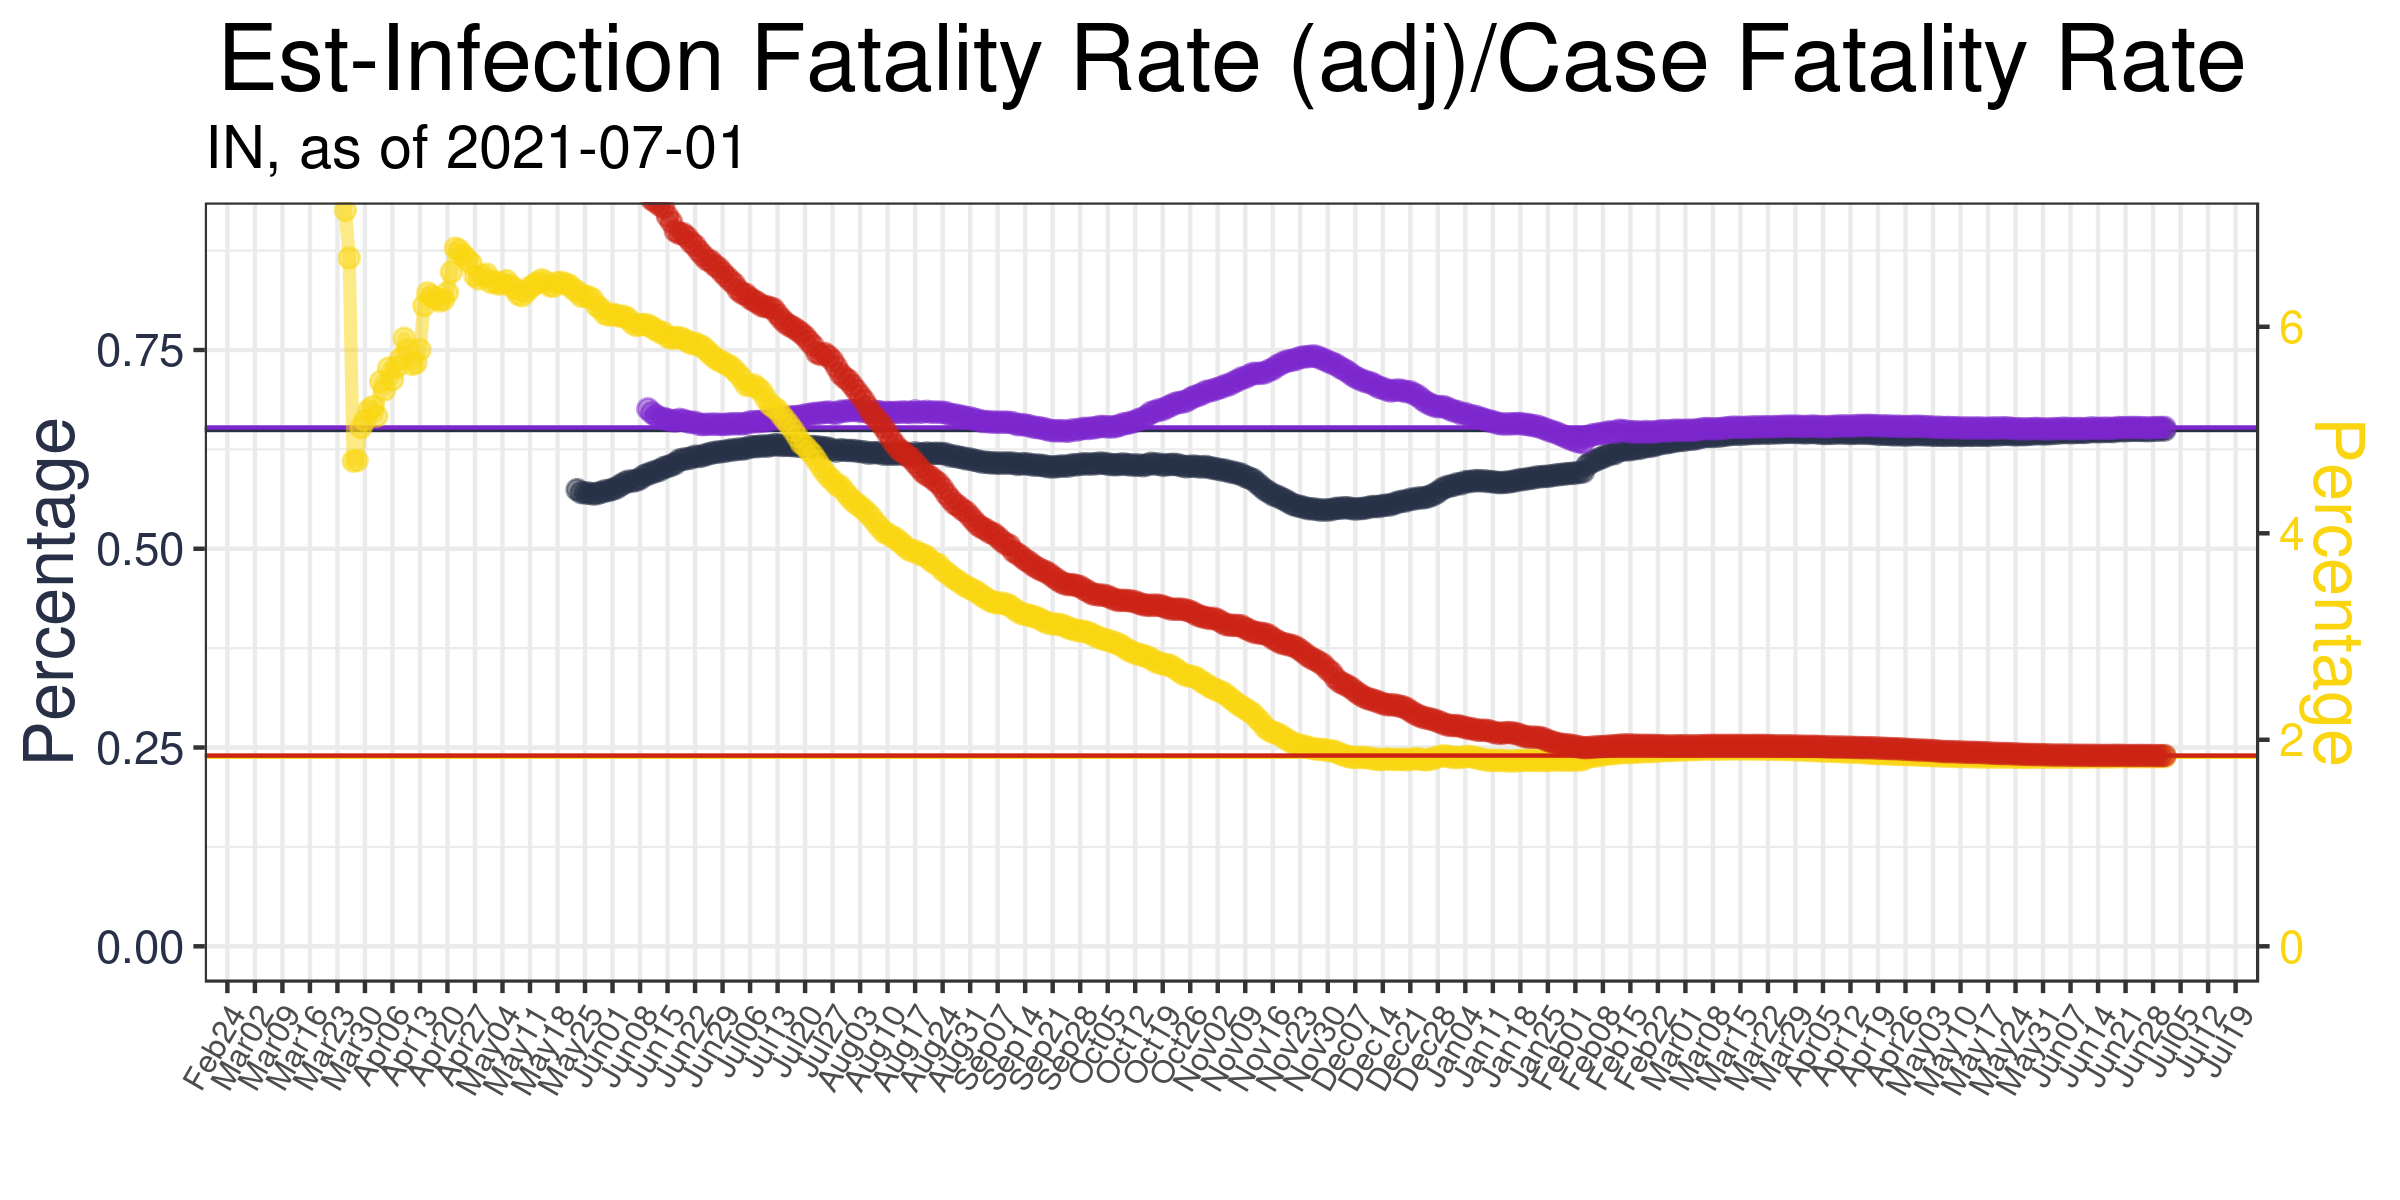 Est-Infection Fatality Rate (adj)/Case Fatality Rate
IN, as of 2021-07-01
Percentage
0.75
0.50
0.25
0.00
6
4
2
0
Percentage
Feb24
Mar02
Mar09
Mar16
Mar23
Mar30
Apr06
Apr13
Apr20
Apr27
May04
May11
May18
May25
Jun01
Jun08
Jun15
Jun22
Jun29
Jul06
Jul13
Jul20
Jul27
Aug03
Aug10
Aug17
Aug24
Aug31
Sep07
Sep14
Sep21
Sep28
Oct05
Oct12
Oct19
Oct26
Nov02
Nov09
Nov16
Nov23
Nov30
Dec07
Dec14
Dec21
Dec28
Jan04
Jan11
Jan18
Jan25
Feb01
Feb08
Feb15
Feb22
Mar01
Mar08
Mar15
Mar22
Mar29
Apr05
Apr12
Apr19
Apr26
May03
May10
May17
May24
May31
Jun07
Jun14
Jun21
Jun28
Jul05
Jul12
Jul19